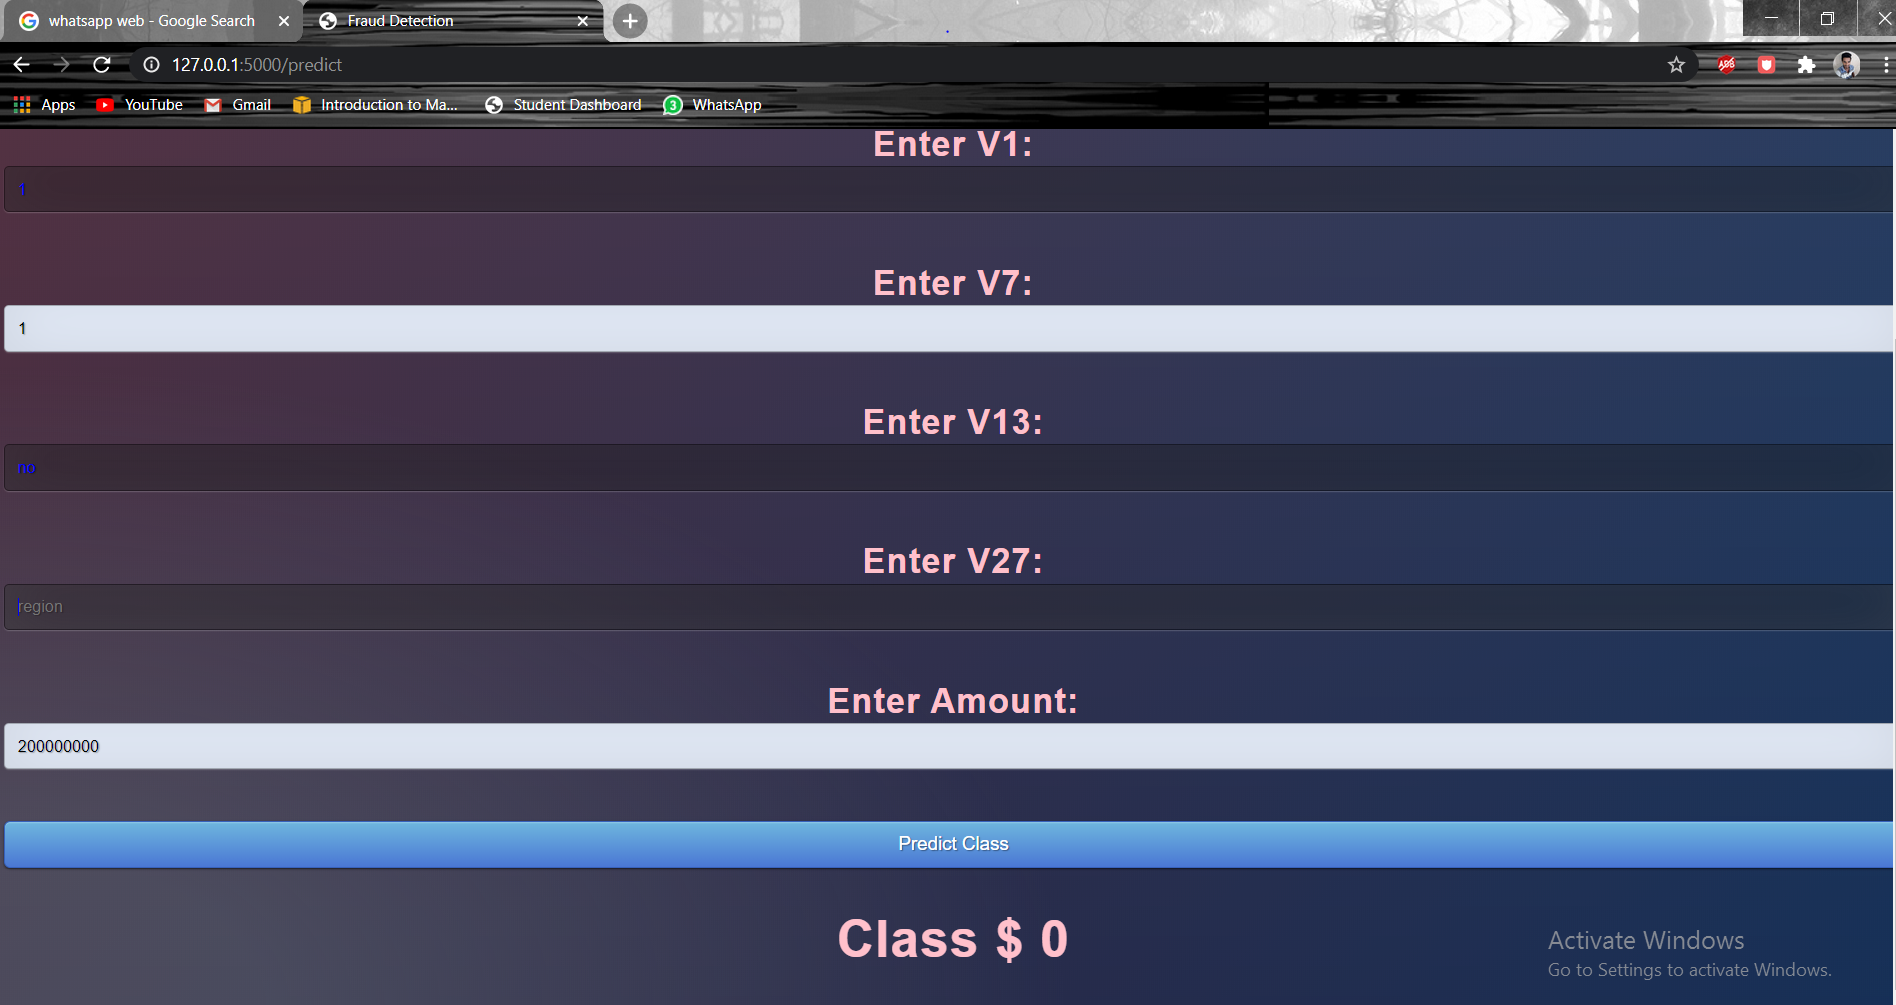 whatsapp web - Google Search
Fraud Detection
127.0.0.1:5000/predict
ABP
Apps
YouTube
Gmail
Introduction to Ma...
Student Dashboard
3
WhatsApp
Enter V1:
1
Enter V7:
1
Enter V13:
no
Enter V27:
region
Enter Amount:
200000000
Predict Class
Class $ 0
Activate Windows
Go to Settings to activate Windows.